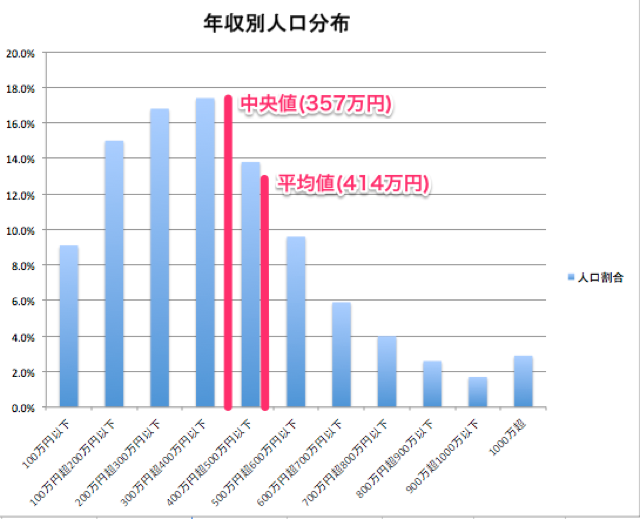 年収別人口分布
20.0%
18.0%
16.0%
14.0%
12.0%
10.0%
8.0%
6.0%
4.0%
2.0%
0.0%
中央値(357万円)
平均値(414万円)
人口割合
100万円以下
100万円超200万円以下
200万円超300万円以下
300万円超400万円以下
400万円超500万円以下
500万円超600万円以下
600万円超700万円以下
700万円超800万円以下
800万円超900万以下
900万超1000万以下
1000万超